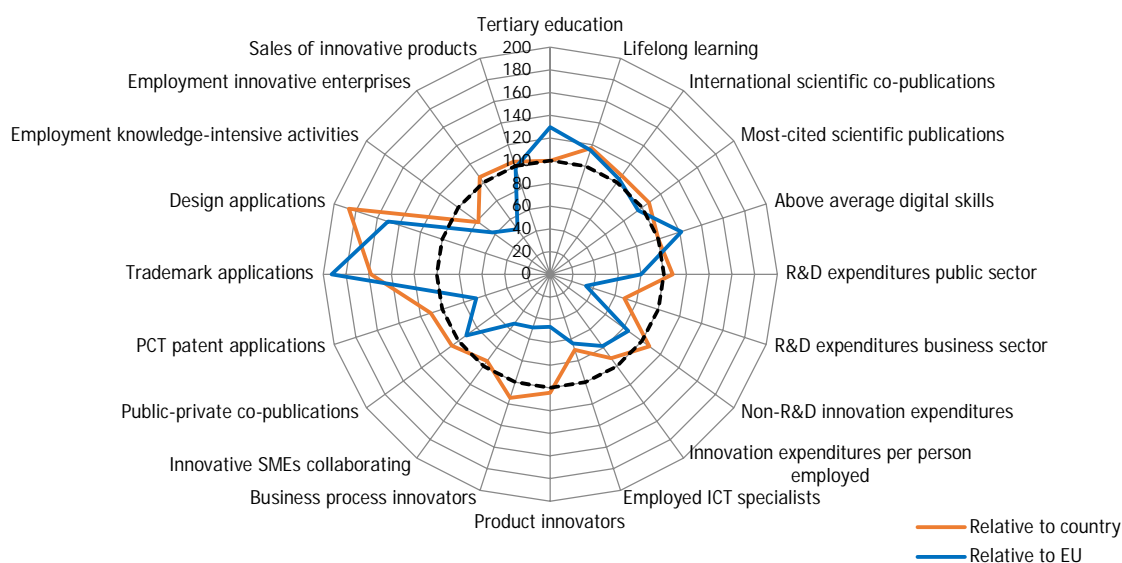 Tertiary education
Lifelong learning
International scientific co-publications
Most-cited scientific publications
Above average digital skills
R&D expenditures public sector
R&D expenditures business sector
Non-R&D innovation expenditures
Innovation expenditures per person
employed
Employed ICT specialists
Product innovators
Business process innovators
Innovative SMEs collaborating
Public-private co-publications
PCT patent applications
Trademark applications
Design applications
Employment knowledge-intensive activities
Employment innovative enterprises
Sales of innovative products
200
180
160
140
120
100
80
60
40
20
0
Relative to country
Relative to EU